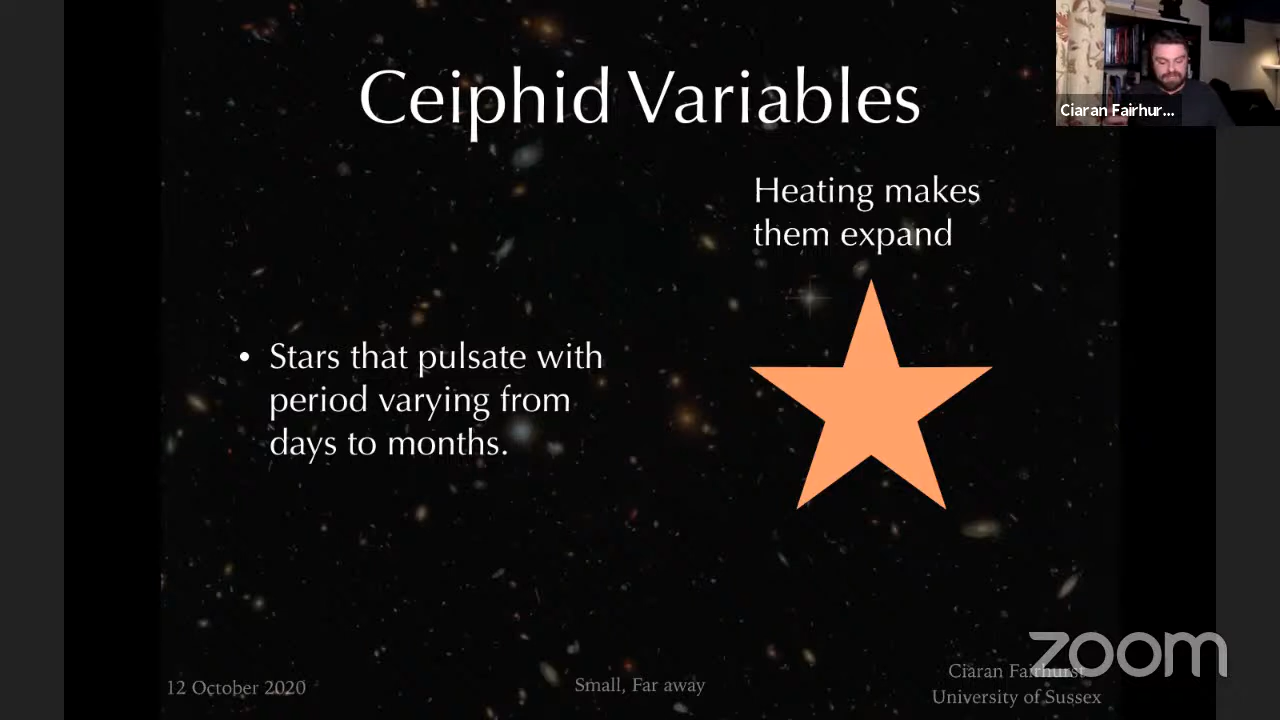 Ceiphid Variables
Ciaran Fairhur...
Heating makes
them expand
• Stars that pulsate with
period varying from
days to months.
zoom
12 October 2020
Small, Far away
Ciaran Fairhurst
University of Sussex